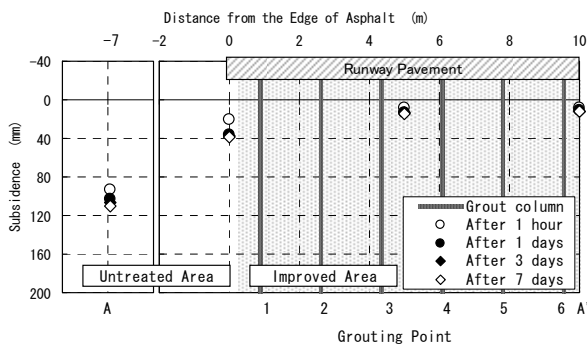 Distance from the Edge of Asphalt (m)
-7 -2 0 2 4 6 8 10
-40
0
40
80
120
160
200
Subsidence (mm)
Runway Pavement
Grout column
After 1 hour
After 1 days
After 3 days
After 7 days
Untreated Area
Improved Area
A 1 2 3 4 5 6 A'
Grouting Point